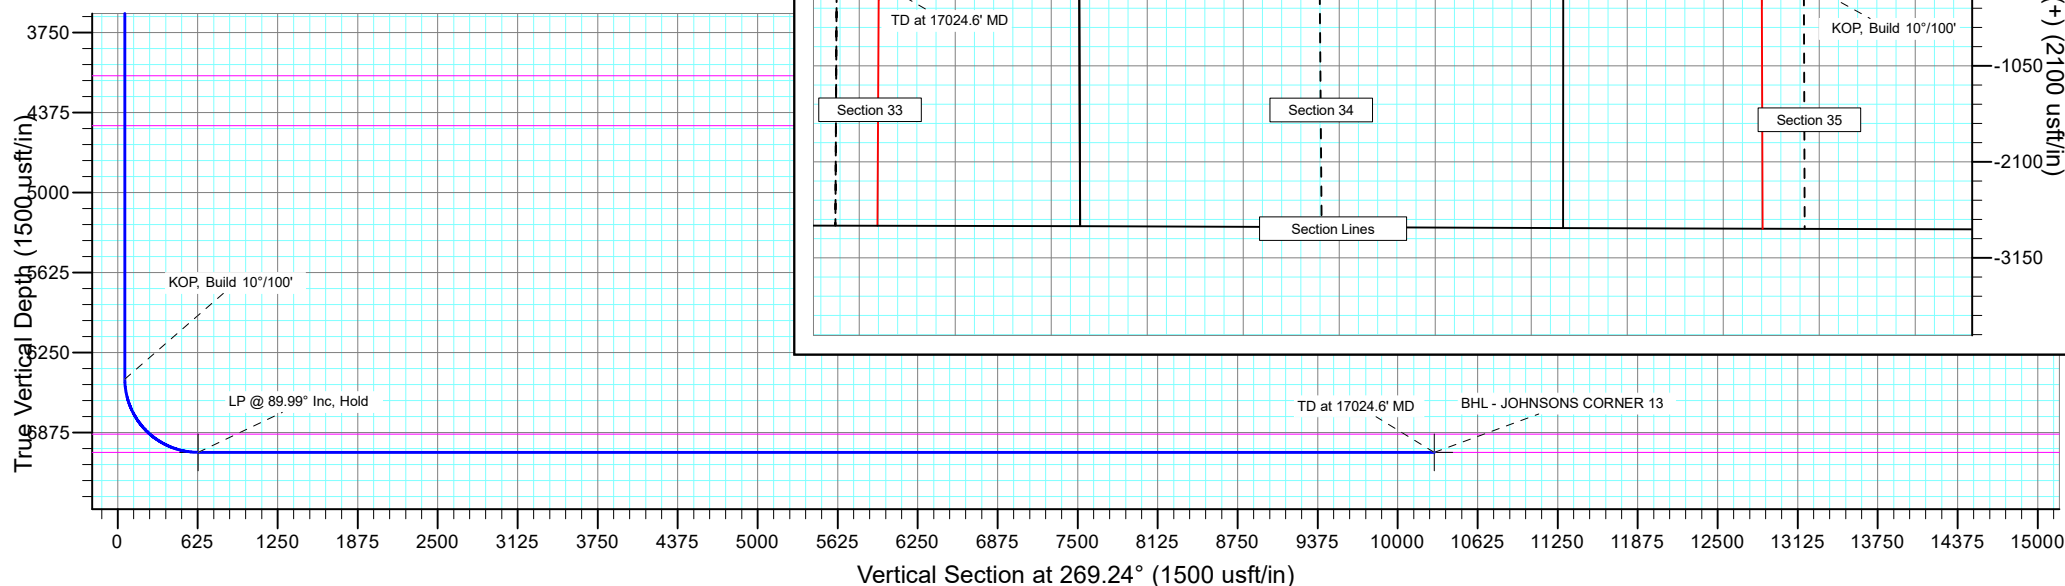 3750
4375
5000
5625
6250
6875
True Vertical Depth (1500 usft/in)
KOP, Build 10°/100'
LP @ 89.99° Inc, Hold
TD at 17024.6' MD
BHL - JOHNSONS CORNER 13
0 625 1250 1875 2500 3125 3750 4375 5000 5625 6250 6875 7500 8125 8750 9375 10000 10625 11250 11875 12500 13125 13750 14375 15000
Vertical Section at 269.24° (1500 usft/in)
TD at 17024.6' MD
KOP, Build 10°/100'
Section 33
Section 34
Section 35
Section Lines
-1050
-2100
-3150
(+) (2100 usft/in)